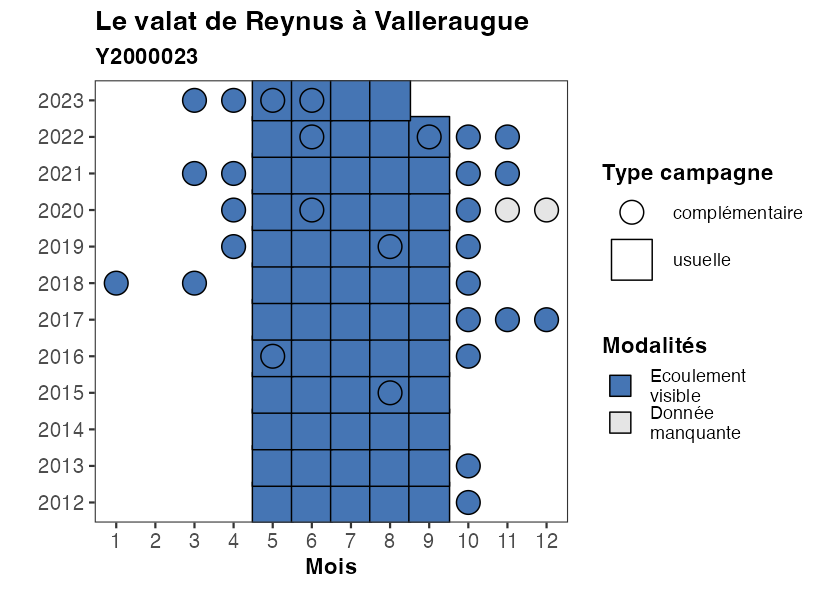 Le valat de Reynus à Valleraugue
Y2000023
2023
2022
2021
2020
2019
2018
2017
2016
2015
2014
2013
2012
1 2 3 4 5 6 7 8 9 10 11 12
Mois
Type campagne
complémentaire
usuelle
Modalités
Ecoulement
visible
Donnée
manquante